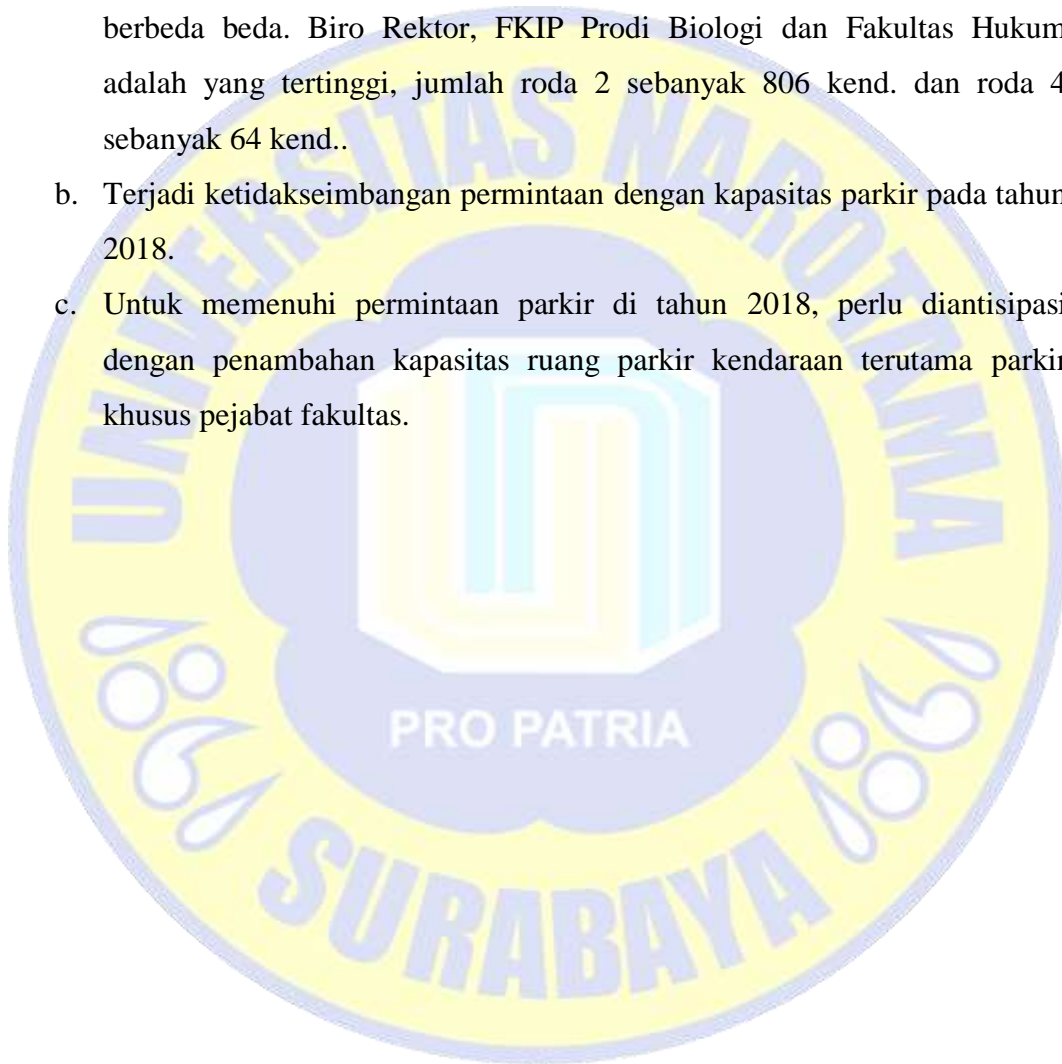 berbeda beda. Biro Rektor, FKIP Prodi Biologi dan Fakultas Hukum
adalah yang tertinggi, jumlah roda 2 sebanyak 806 kend. dan roda 4
sebanyak 64 kend..
b. Terjadi ketidakseimbangan permintaan dengan kapasitas parkir pada tahun
2018.
c. Untuk memenuhi permintaan parkir di tahun 2018, perlu diantisipasi
dengan penambahan kapasitas ruang parkir kendaraan terutama parkir
khusus pejabat fakultas.
UNIVERSITAS NAROTAMA
PRO PATRIA
SURABAYA